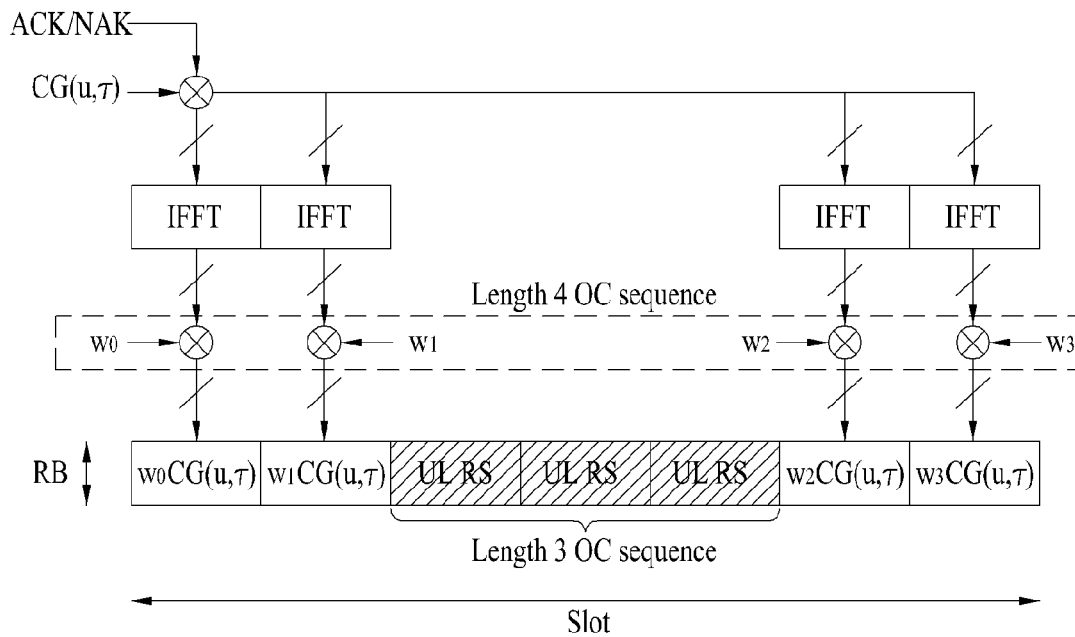 ACK/NAK
CG(u,τ)
IFFT IFFT IFFT IFFT
Length 4 OC sequence
w0 w1 w2 w3
RB w0CG(u,τ) w1CG(u,τ) UL RS UL RS UL RS w2CG(u,τ) w3CG(u,τ)
Length 3 OC sequence
Slot